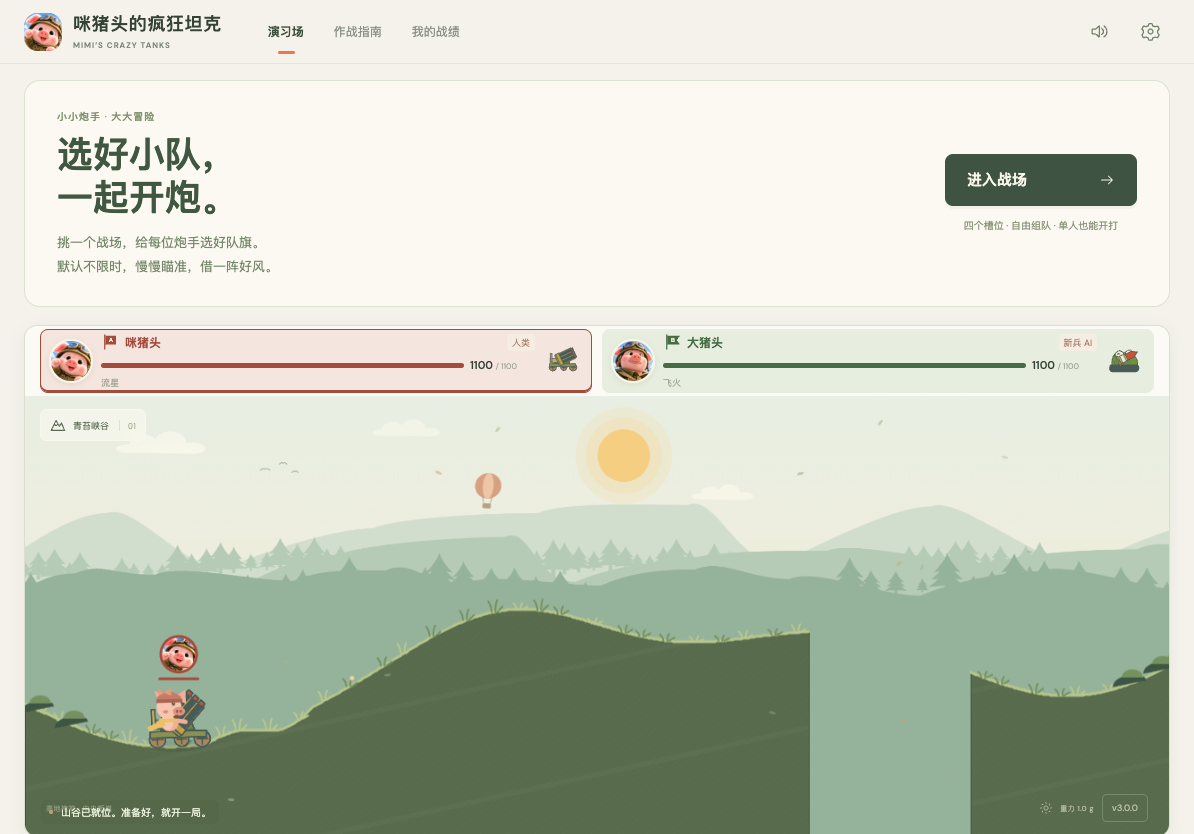 咪猪头的疯狂坦克
MIMI'S CRAZY TANKS
演习场
作战指南
我的战绩
小小炮手 · 大大冒险
选好小队，
一起开炮。
挑一个战场，给每位炮手选好队旗。
默认不限时，慢慢瞄准，借一阵好风。
进入战场 →
四个槽位 · 自由组队 · 单人也能开打
咪猪头
人类
1100 / 1100
流星
大猪头
新兵 AI
1100 / 1100
飞火
青苔峡谷 01
山谷已就位。准备好，就开一局。
重力 1.0 g
v3.0.0